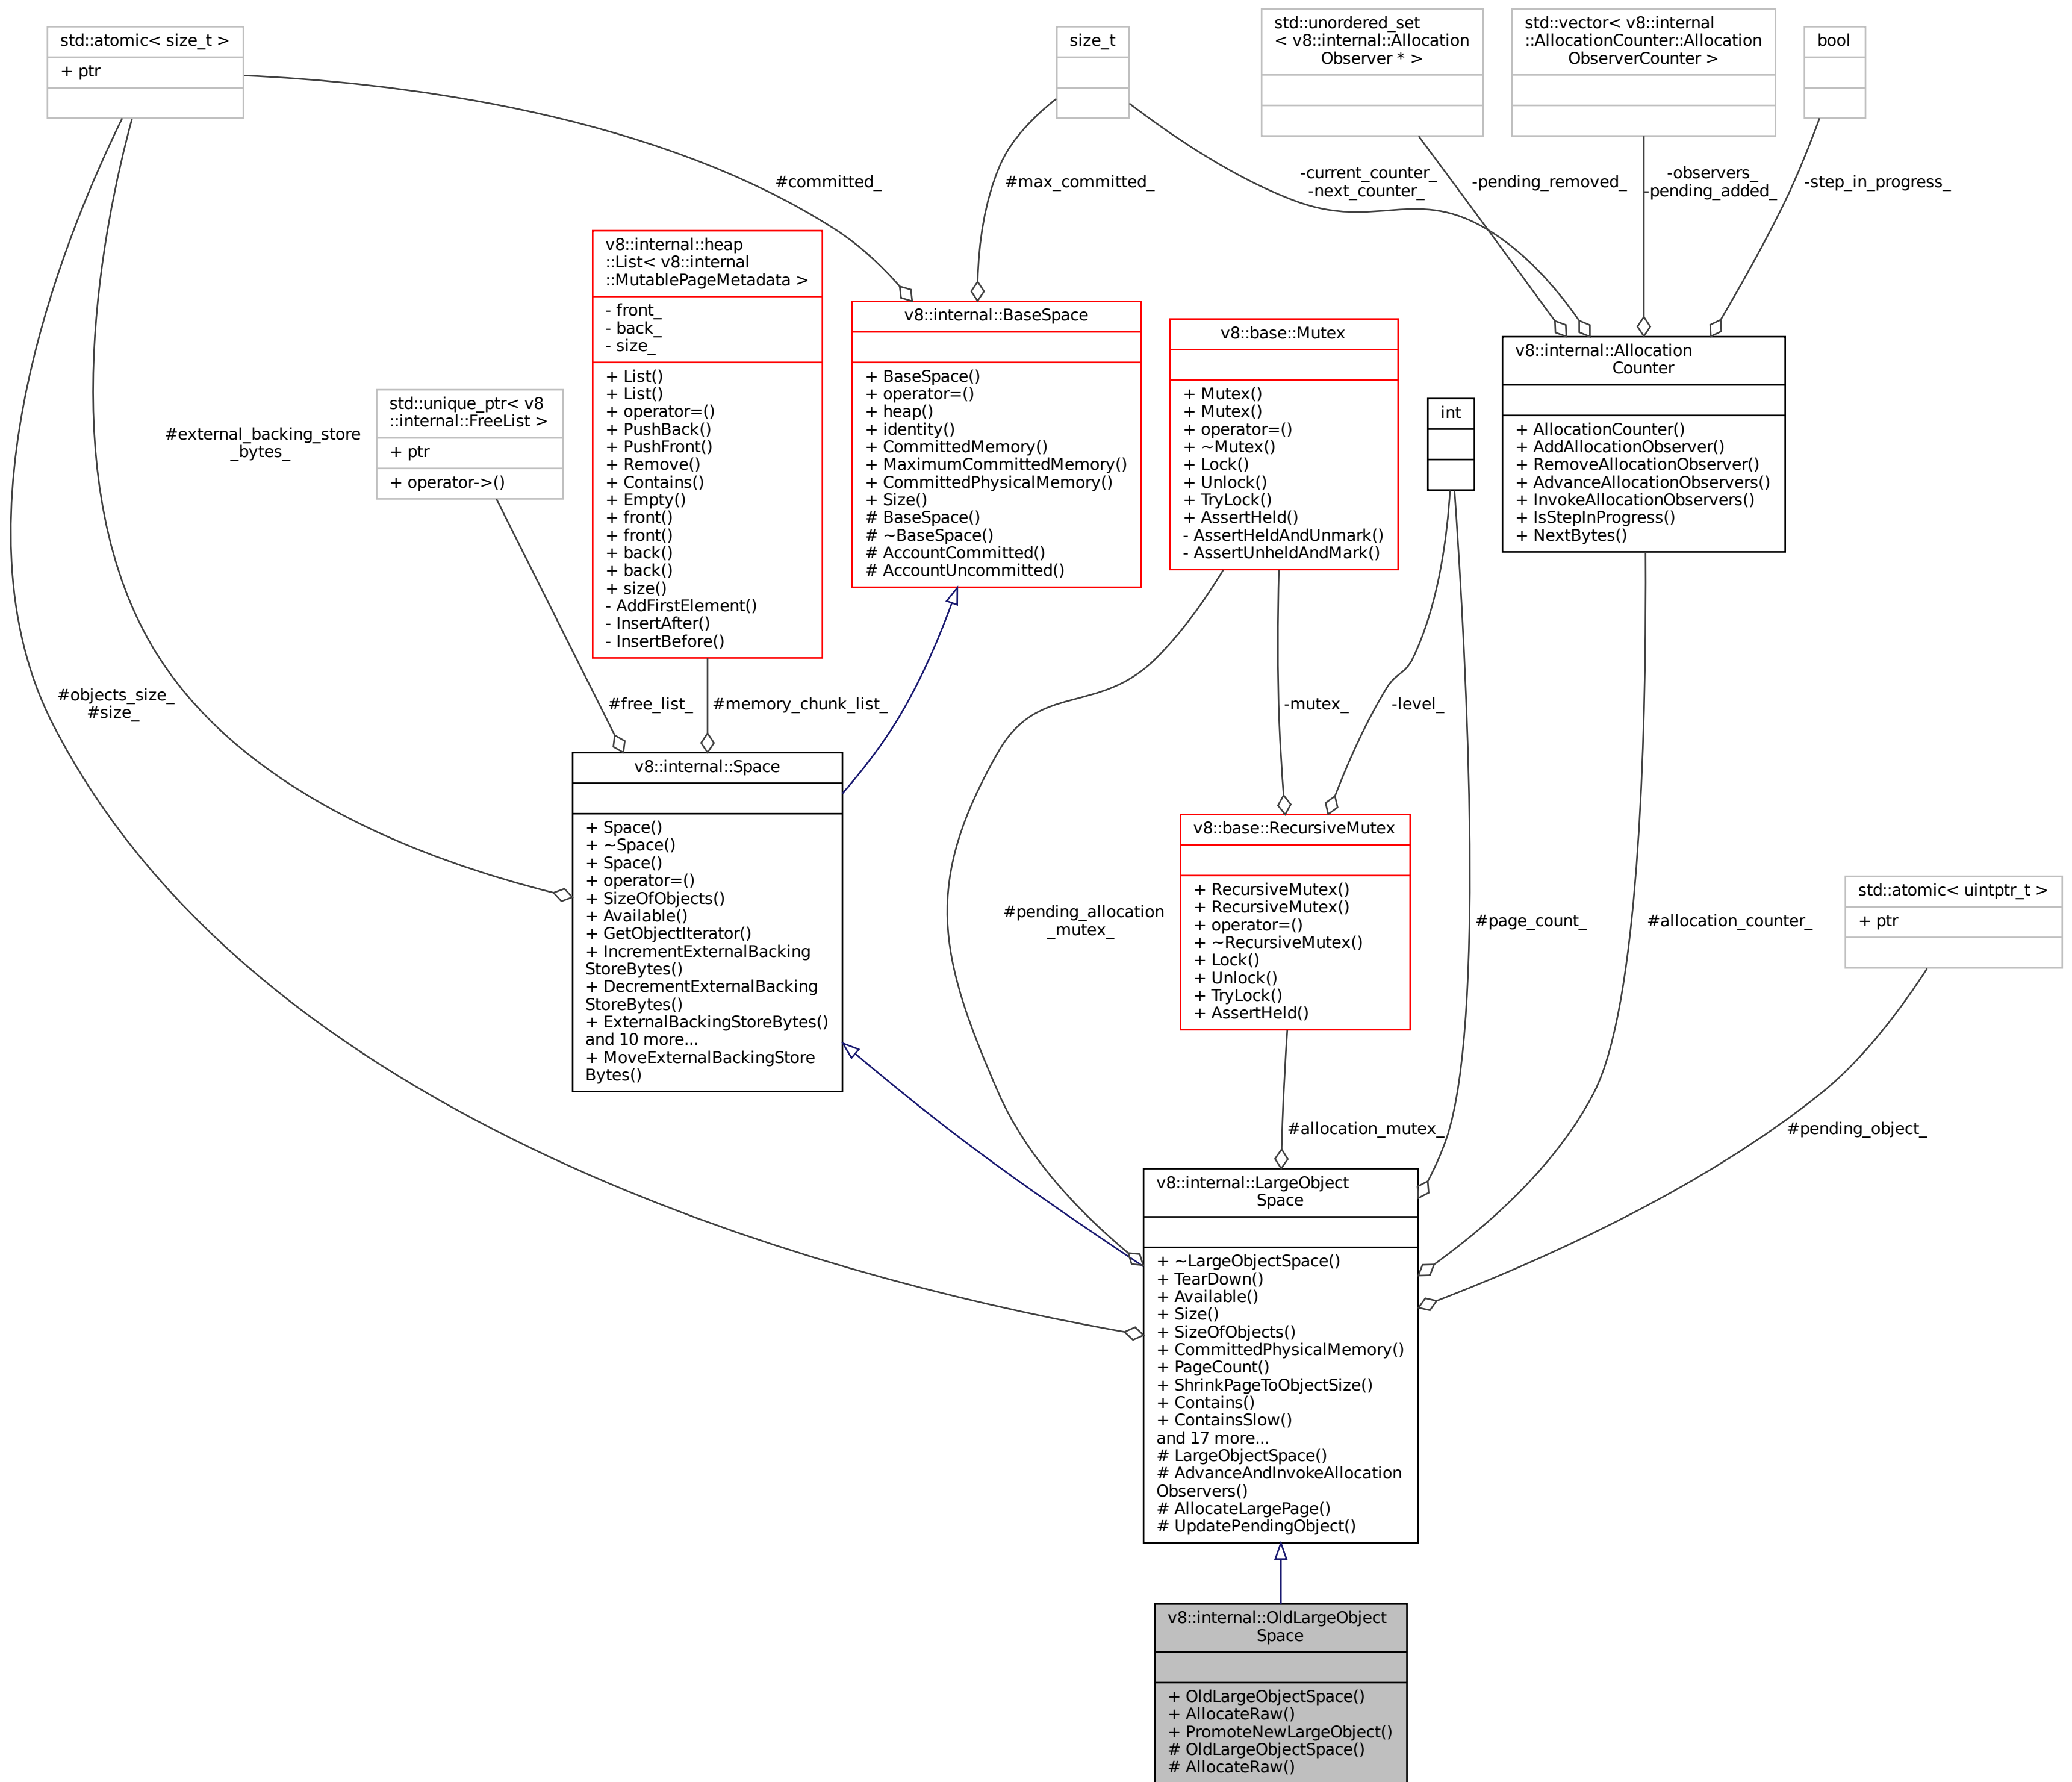 std::atomic< size_t >
+ ptr
size_t
std::unordered_set
< v8::internal::Allocation
Observer * >
std::vector< v8::internal
::AllocationCounter::Allocation
ObserverCounter >
bool
#committed_
#max_committed_
-current_counter_
-next_counter_
-pending_removed_
-observers_
-pending_added_
-step_in_progress_
v8::internal::heap
::List< v8::internal
::MutablePageMetadata >
- front_
- back_
- size_
+ List()
+ List()
+ operator=()
+ PushBack()
+ PushFront()
+ Remove()
+ Contains()
+ Empty()
+ front()
+ front()
+ back()
+ back()
+ size()
- AddFirstElement()
- InsertAfter()
- InsertBefore()
v8::internal::BaseSpace
+ BaseSpace()
+ operator=()
+ heap()
+ identity()
+ CommittedMemory()
+ MaximumCommittedMemory()
+ CommittedPhysicalMemory()
+ Size()
# BaseSpace()
# ~BaseSpace()
# AccountCommitted()
# AccountUncommitted()
v8::base::Mutex
+ Mutex()
+ Mutex()
+ operator=()
+ ~Mutex()
+ Lock()
+ Unlock()
+ TryLock()
+ AssertHeld()
- AssertHeldAndUnmark()
- AssertUnheldAndMark()
int
v8::internal::Allocation
Counter
+ AllocationCounter()
+ AddAllocationObserver()
+ RemoveAllocationObserver()
+ AdvanceAllocationObservers()
+ InvokeAllocationObservers()
+ IsStepInProgress()
+ NextBytes()
std::unique_ptr< v8
::internal::FreeList >
+ ptr
+ operator->()
#external_backing_store
_bytes_
#objects_size_
#size_
#free_list_
#memory_chunk_list_
-mutex_
-level_
v8::internal::Space
+ Space()
+ ~Space()
+ Space()
+ operator=()
+ SizeOfObjects()
+ Available()
+ GetObjectIterator()
+ IncrementExternalBacking
StoreBytes()
+ DecrementExternalBacking
StoreBytes()
+ ExternalBackingStoreBytes()
and 10 more...
+ MoveExternalBackingStore
Bytes()
v8::base::RecursiveMutex
+ RecursiveMutex()
+ RecursiveMutex()
+ operator=()
+ ~RecursiveMutex()
+ Lock()
+ Unlock()
+ TryLock()
+ AssertHeld()
#pending_allocation
_mutex_
#page_count_
#allocation_counter_
std::atomic< uintptr_t >
+ ptr
#allocation_mutex_
#pending_object_
v8::internal::LargeObject
Space
+ ~LargeObjectSpace()
+ TearDown()
+ Available()
+ Size()
+ SizeOfObjects()
+ CommittedPhysicalMemory()
+ PageCount()
+ ShrinkPageToObjectSize()
+ Contains()
+ ContainsSlow()
and 17 more...
# LargeObjectSpace()
# AdvanceAndInvokeAllocation
Observers()
# AllocateLargePage()
# UpdatePendingObject()
v8::internal::OldLargeObject
Space
+ OldLargeObjectSpace()
+ AllocateRaw()
+ PromoteNewLargeObject()
# OldLargeObjectSpace()
# AllocateRaw()